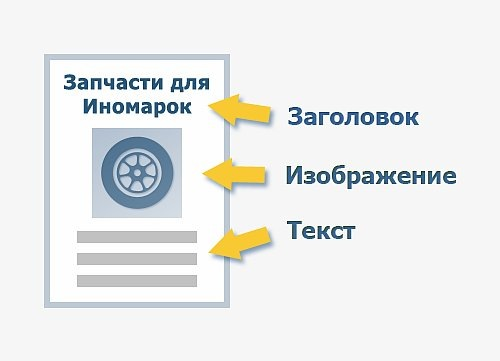 Запчасти для
Иномарок
Заголовок
Изображение
Текст